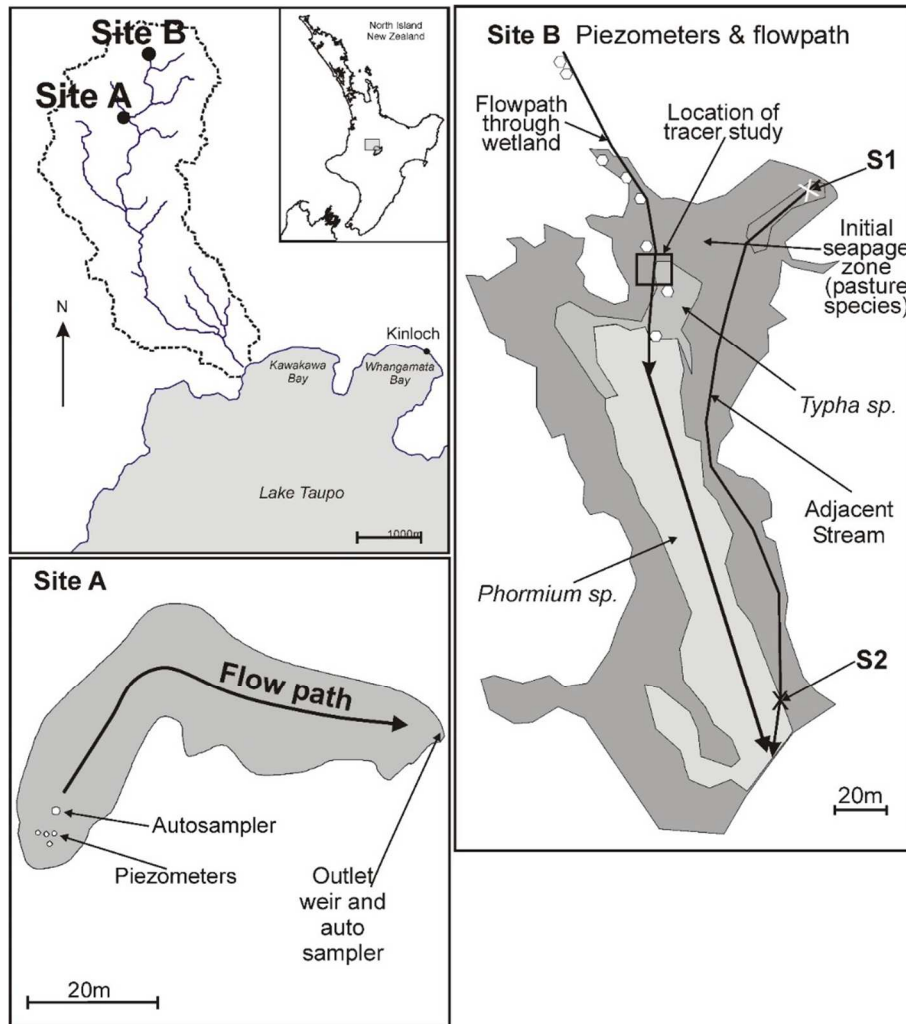 Site B
Site A
North Island
New Zealand
N
Kinloch
Kawakawa
Bay
Whangamata
Bay
Lake Taupo
1000m
Site A
Flow path
Autosampler
Piezometers
Outlet
weir and
auto
sampler
20m
Site B Piezometers & flowpath
Flowpath
through
wetland
Location of
tracer study
S1
Initial
seepage
zone
(pasture
species)
Typha sp.
Adjacent
Stream
Phormium sp.
S2
20m